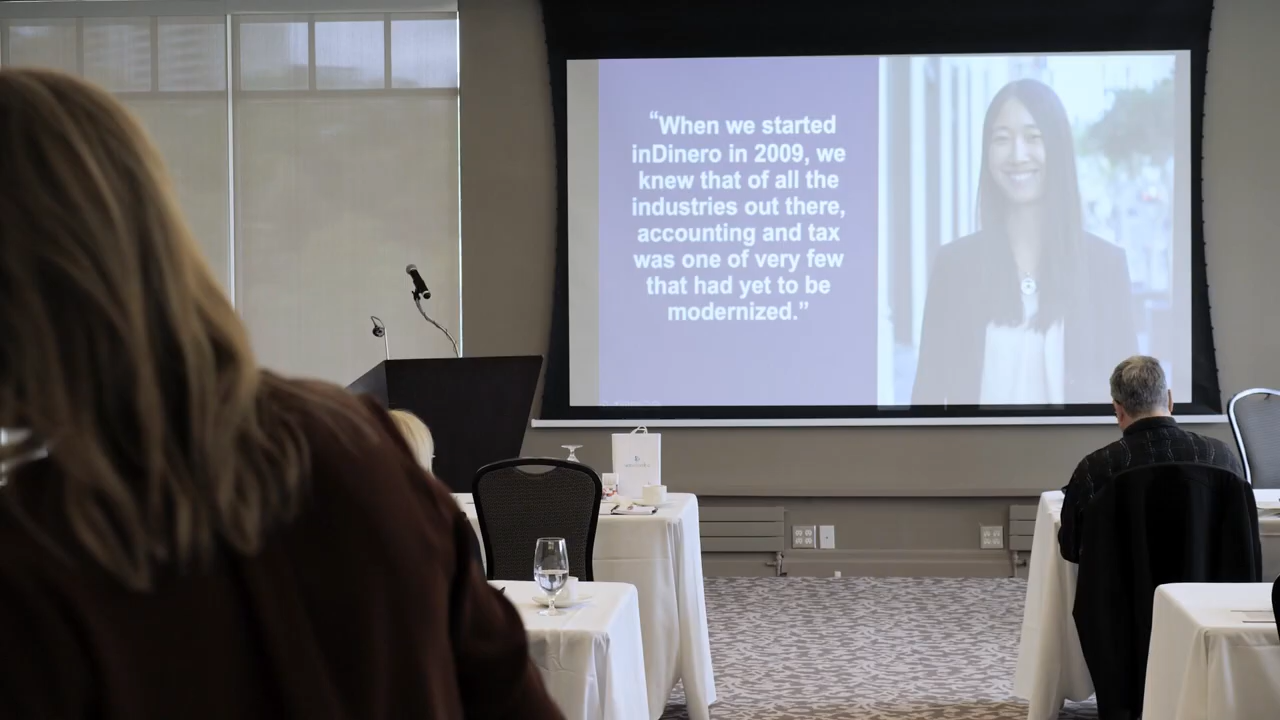 “When we started
inDinero in 2009, we
knew that of all the
industries out there,
accounting and tax
was one of very few
that had yet to be
modernized.”